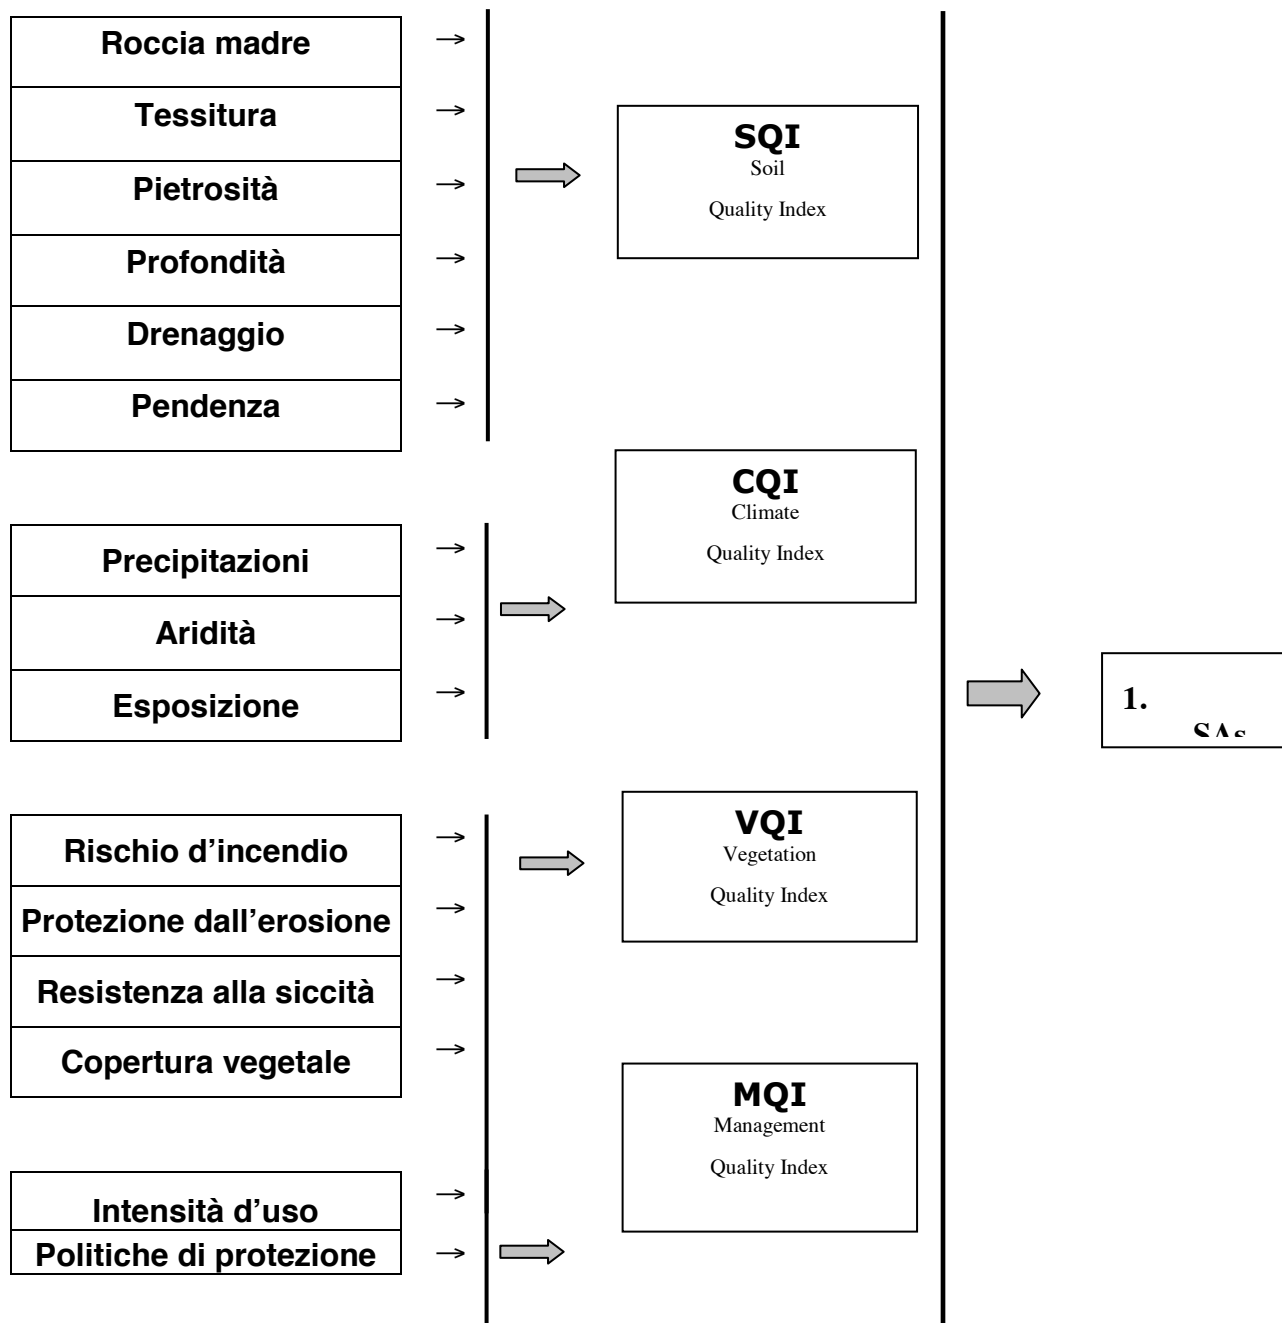 Roccia madre
Tessitura
Pietrosità
Profondità
Drenaggio
Pendenza
SQI
Soil
Quality Index
Precipitazioni
Aridità
Esposizione
CQI
Climate
Quality Index
Rischio d’incendio
Protezione dall’erosione
Resistenza alla siccità
Copertura vegetale
VQI
Vegetation
Quality Index
Intensità d’uso
Politiche di protezione
MQI
Management
Quality Index
1.